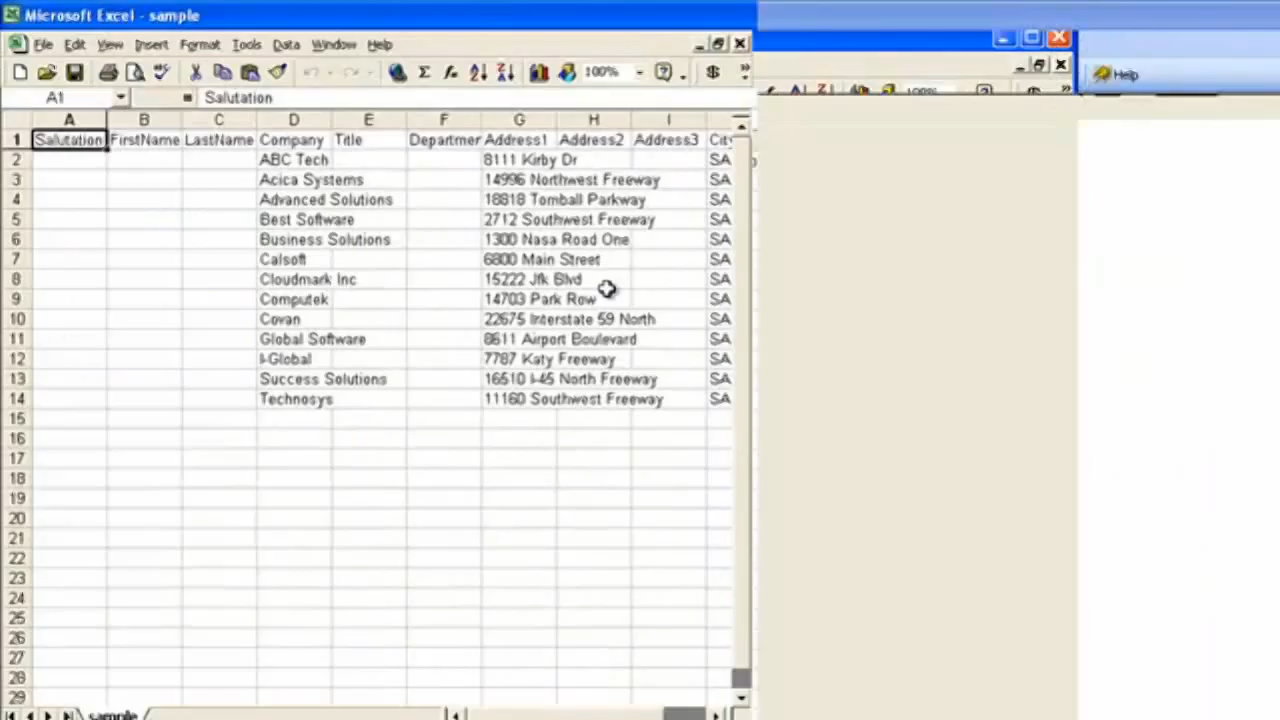 Microsoft Excel - sample
File Edit View Insert Format Tools Data Window Help
100%
Help
100%
A1 = Salutation
A B C D E F G H I
1 Salutation FirstName LastName Company Title Departmer Address1 Address2 Address3 City
2 ABC Tech 8111 Kirby Dr SA
3 Acica Systems 14996 Northwest Freeway SA
4 Advanced Solutions 18818 Tomball Parkway SA
5 Best Software 2712 Southwest Freeway SA
6 Business Solutions 1300 Nasa Road One SA
7 Calsoft 6800 Main Street SA
8 Cloudmark Inc 15222 Jfk Blvd SA
9 Computek 14703 Park Row SA
10 Covan 22675 Interstate 59 North SA
11 Global Software 8611 Airport Boulevard SA
12 I-Global 7787 Katy Freeway SA
13 Success Solutions 16510 I-45 North Freeway SA
14 Technosys 11160 Southwest Freeway SA
15
16
17
18
19
20
21
22
23
24
25
26
27
28
29
sample